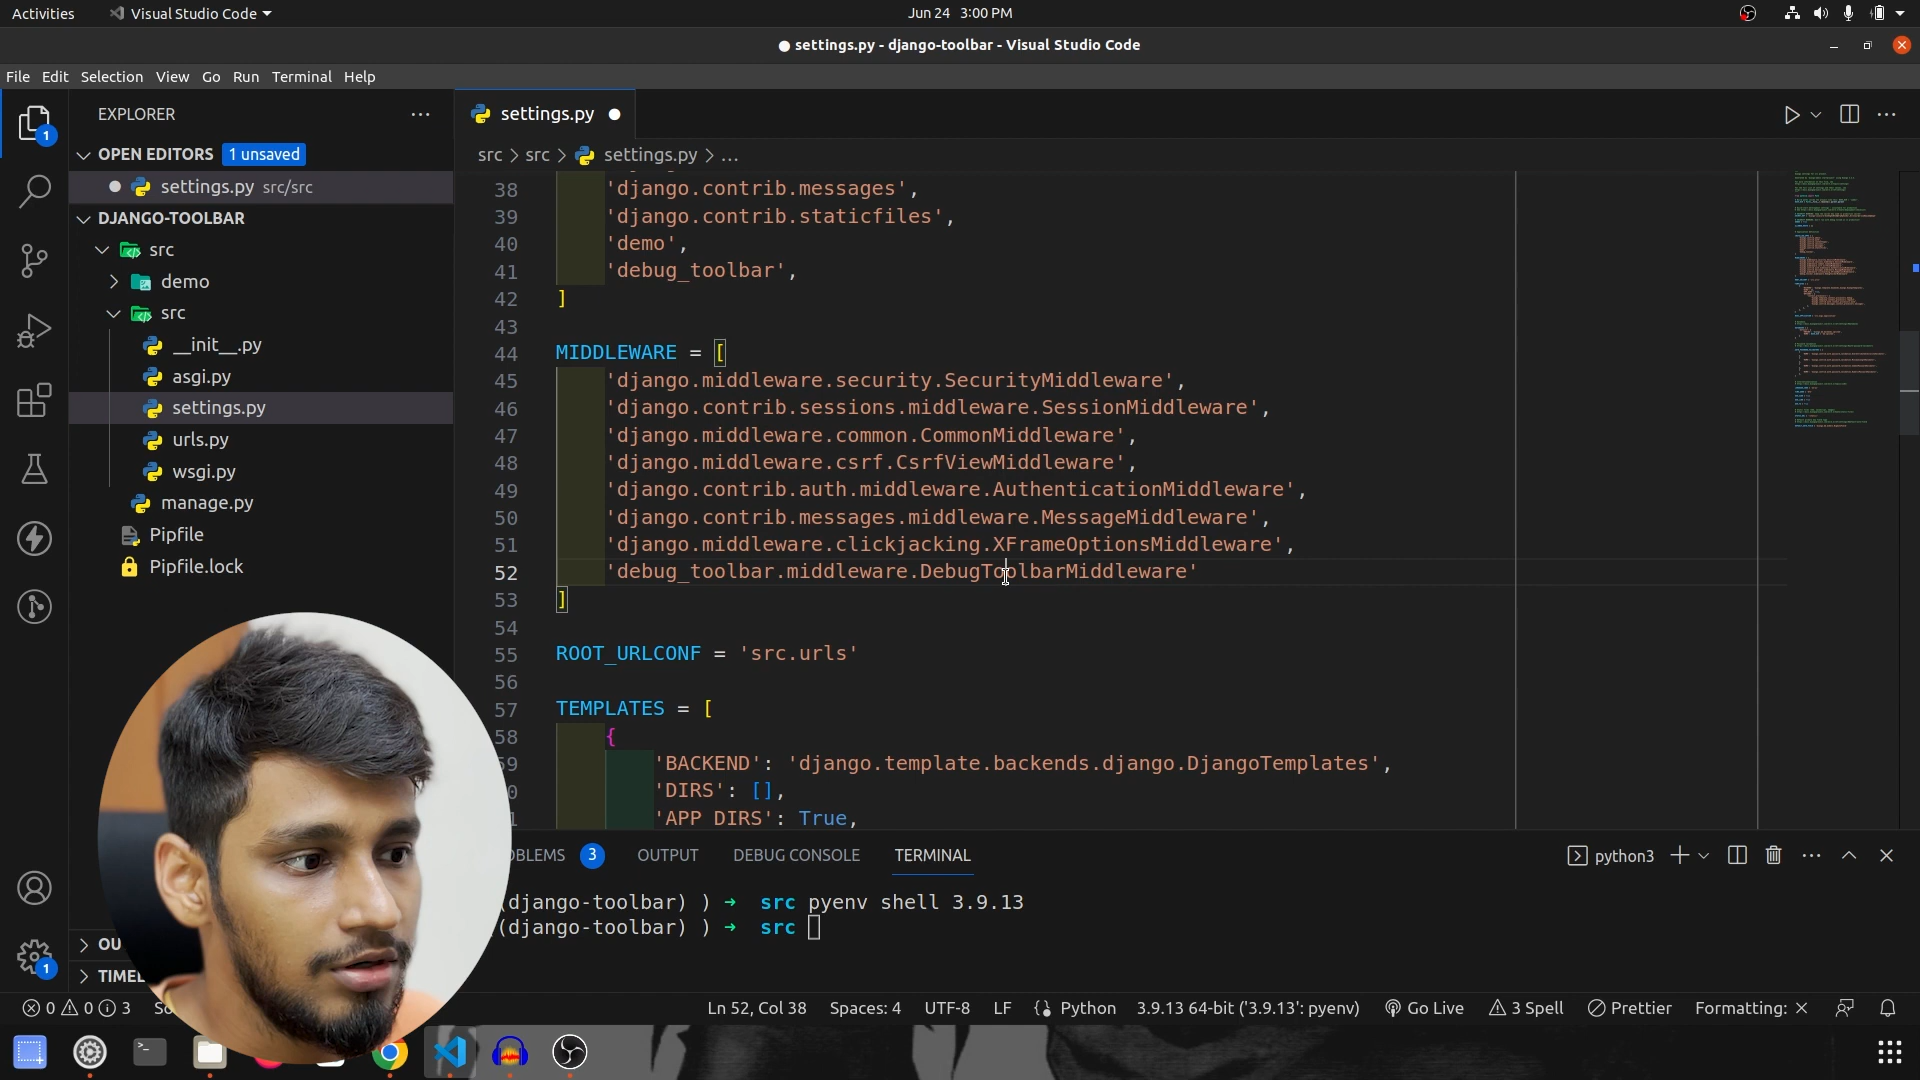 Activities Visual Studio Code Jun 24 3:00 PM
● settings.py - django-toolbar - Visual Studio Code
File Edit Selection View Go Run Terminal Help
EXPLORER
settings.py
OPEN EDITORS 1 unsaved
src > src > settings.py > ...
settings.py src/src
DJANGO-TOOLBAR
src
demo
src
__init__.py
asgi.py
settings.py
urls.py
wsgi.py
manage.py
Pipfile
Pipfile.lock
38 'django.contrib.messages',
39 'django.contrib.staticfiles',
40 'demo',
41 'debug_toolbar',
42 ]
43
44 MIDDLEWARE = [
45 'django.middleware.security.SecurityMiddleware',
46 'django.contrib.sessions.middleware.SessionMiddleware',
47 'django.middleware.common.CommonMiddleware',
48 'django.middleware.csrf.CsrfViewMiddleware',
49 'django.contrib.auth.middleware.AuthenticationMiddleware',
50 'django.contrib.messages.middleware.MessageMiddleware',
51 'django.middleware.clickjacking.XFrameOptionsMiddleware',
52 'debug_toolbar.middleware.DebugToolbarMiddleware'
53 ]
54
55 ROOT_URLCONF = 'src.urls'
56
57 TEMPLATES = [
58 {
'BACKEND': 'django.template.backends.django.DjangoTemplates',
'DIRS': [],
'APP_DIRS': True,
OBLEMS 3 OUTPUT DEBUG CONSOLE TERMINAL python3
(django-toolbar) ) ➜ src pyenv shell 3.9.13
(django-toolbar) ) ➜ src
OU
TIMEL
1
1
0 0 3 Ln 52, Col 38 Spaces: 4 UTF-8 LF Python 3.9.13 64-bit ('3.9.13': pyenv) Go Live 3 Spell Prettier Formatting: ×